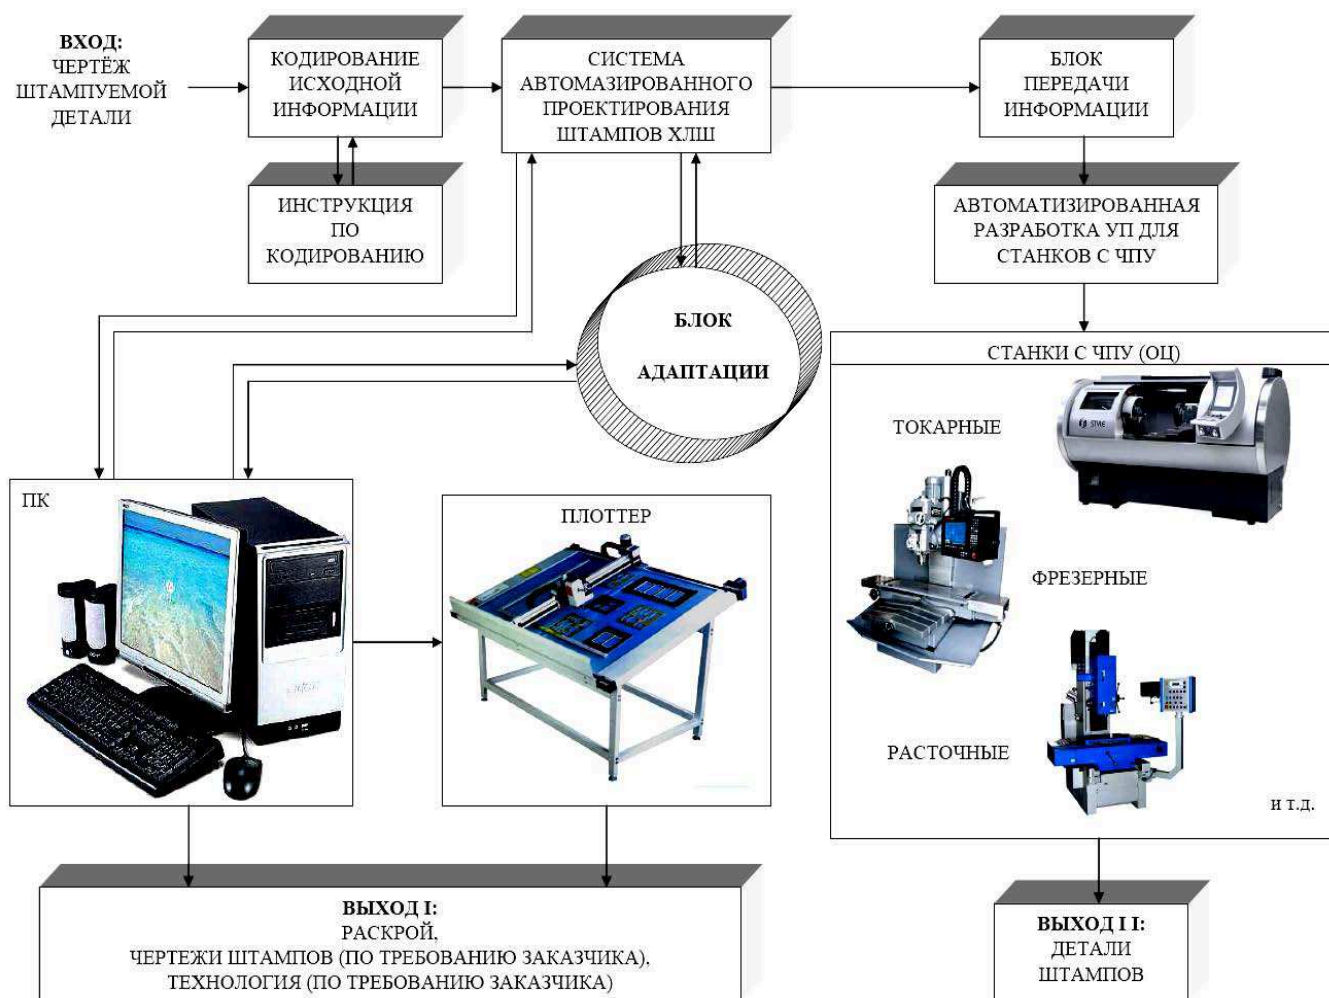 ВХОД:
ЧЕРТЁЖ
ШТАМПУЕМОЙ
ДЕТАЛИ
КОДИРОВАНИЕ
ИСХОДНОЙ
ИНФОРМАЦИИ
СИСТЕМА
АВТОМАЗИРОВАННОГО
ПРОЕКТИРОВАНИЯ
ШТАМПОВ ХЛШ
БЛОК
ПЕРЕДАЧИ
ИНФОРМАЦИИ
ИНСТРУКЦИЯ
ПО
КОДИРОВАНИЮ
АВТОМАТИЗИРОВАННАЯ
РАЗРАБОТКА УП ДЛЯ
СТАНКОВ С ЧПУ
БЛОК
АДАПТАЦИИ
СТАНКИ С ЧПУ (ОЦ)
ТОКАРНЫЕ
STYLE
ФРЕЗЕРНЫЕ
РАСТОЧНЫЕ
и т.д.
ПК
ПЛОТТЕР
ВЫХОД I:
РАСКРОЙ,
ЧЕРТЕЖИ ШТАМПОВ (ПО ТРЕБОВАНИЮ ЗАКАЗЧИКА),
ТЕХНОЛОГИЯ (ПО ТРЕБОВАНИЮ ЗАКАЗЧИКА)
ВЫХОД I I:
ДЕТАЛИ
ШТАМПОВ